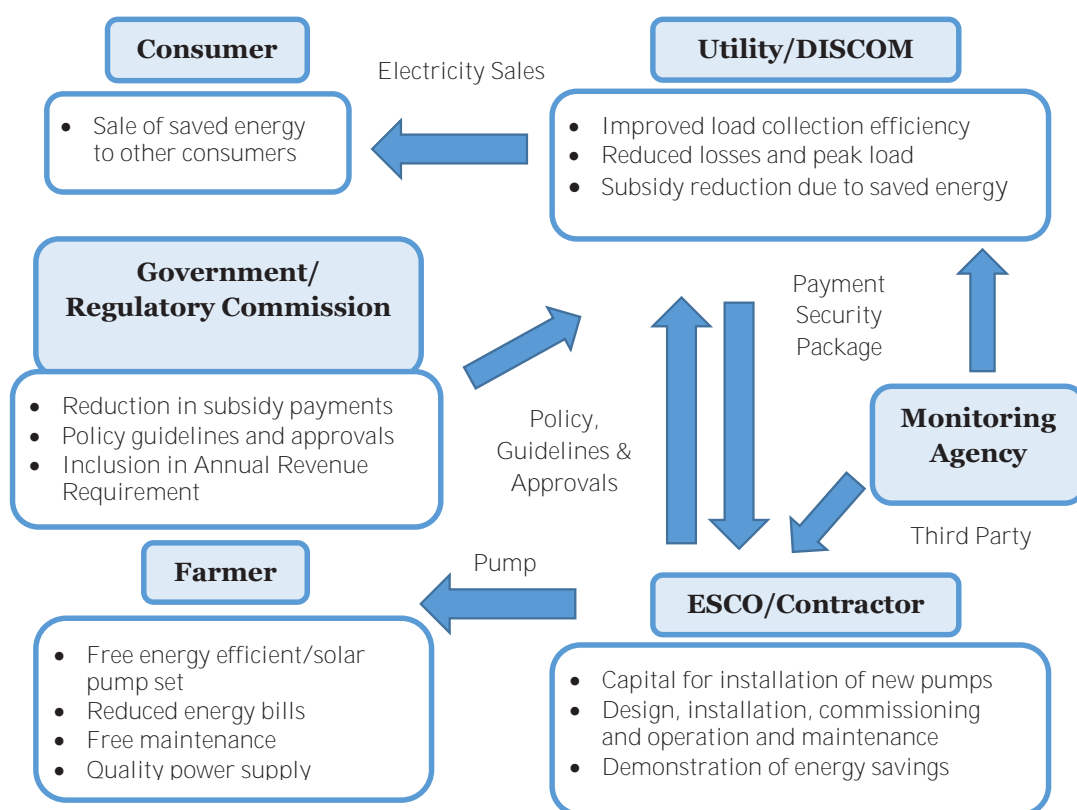 Consumer
Electricity Sales
Utility/DISCOM
• Sale of saved energy
to other consumers
• Improved load collection efficiency
• Reduced losses and peak load
• Subsidy reduction due to saved energy
Government/
Regulatory Commission
• Reduction in subsidy payments
• Policy guidelines and approvals
• Inclusion in Annual Revenue
Requirement
Policy,
Guidelines &
Approvals
Payment
Security
Package
Monitoring
Agency
Third Party
Farmer
Pump
ESCO/Contractor
• Free energy efficient/solar
pump set
• Reduced energy bills
• Free maintenance
• Quality power supply
• Capital for installation of new pumps
• Design, installation, commissioning
and operation and maintenance
• Demonstration of energy savings